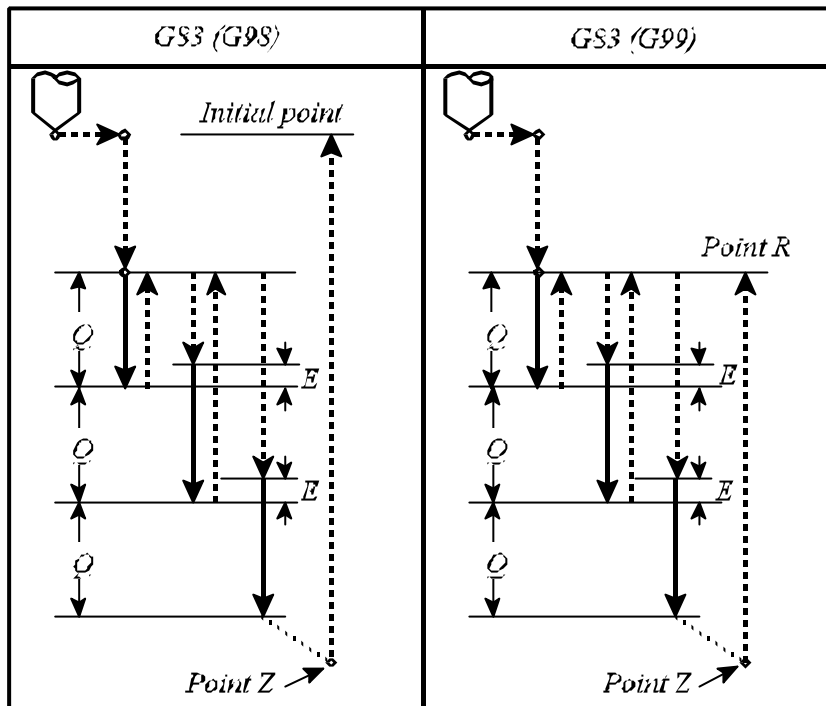 G83 (G98)
G83 (G99)
Initial point
Q
E
Q
E
Q
Point Z
Point R
Q
E
Q
E
Q
Point Z